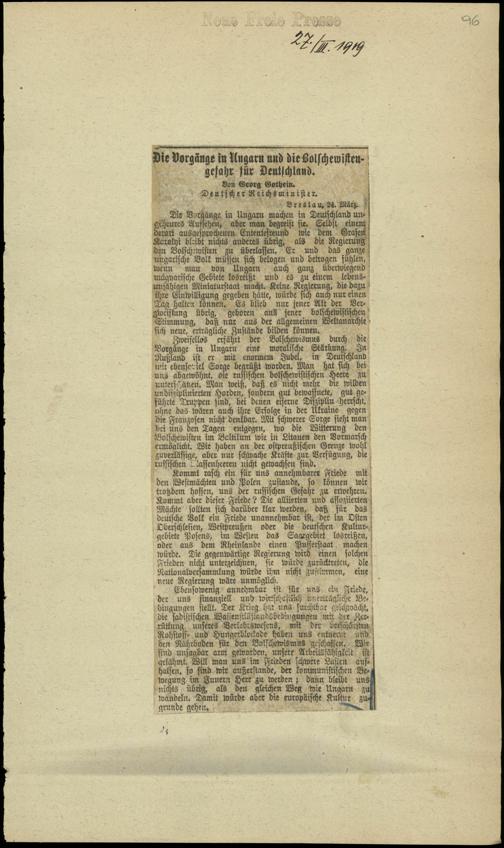 Neue Freie Presse
96
27./III. 1919
Die Vorgänge in Ungarn und die Bolschewisten-
gefahr für Deutschland.
Von Georg Gothein.
Deutscher Reichsminister.
Breslau, 24. März.
Die Vorgänge in Ungarn machen in Deutschland un-
geheures Aufsehen, aber man begreift sie. Selbst einem
derart ausgesprochenen Ententefreund wie dem Grafen
Karolyi bleibt nichts anderes übrig, als die Regierung
den Bolschewisten zu überlassen. Er und das ganze
ungarische Volk müssen sich belogen und betrogen fühlen,
wenn man von Ungarn auch ganz überwiegend
magyarische Gebiete losreißt und es zu einem lebens-
unfähigen Miniaturstaat macht. Keine Regierung, die dazu
ihre Einwilligung gegeben hätte, würde sich auch nur einen
Tag halten können. Es blieb nur jener Akt der Ver-
zweiflung übrig, geboren aus jener bolschewistischen
Stimmung, daß nur aus der allgemeinen Weltanarchie
sich neue, erträgliche Zustände bilden können.
Zweifellos erfährt der Bolschewismus durch die
Vorgänge in Ungarn eine moralische Stärkung. In
Rußland ist er mit enormem Jubel, in Deutschland
mit ebensoviel Sorge begrüßt worden. Man hat sich bei
uns abgewöhnt, die russischen bolschewistischen Heere zu
unterschätzen. Man weiß, daß es nicht mehr die wilden
undisziplinierten Horden, sondern gut bewaffnete, gut ge-
führte Truppen sind, bei denen eiserne Disziplin herrscht,
ohne das wären auch ihre Erfolge in der Ukraine gegen
die Franzosen nicht denkbar. Mit schwerer Sorge sieht man
bei uns den Tagen entgegen, wo die Witterung den
Bolschewisten im Baltikum wie in Litauen den Vormarsch
ermöglicht. Wir haben an der ostpreußischen Grenze wohl
zuverlässige, aber nur schwache Kräfte zur Verfügung, die
russischen Massenheeren nicht gewachsen sind.
Kommt rasch ein für uns annehmbarer Friede mit
den Westmächten und Polen zustande, so können wir
trotzdem hoffen, uns der russischen Gefahr zu erwehren.
Kommt aber dieser Friede? Die alliierten und assoziierten
Mächte sollten sich darüber klar werden, daß für das
deutsche Volk ein Friede unannehmbar ist, der im Osten
Oberschlesien, Westpreußen oder die deutschen Kultur-
gebiete Posens, im Westen das Saargebiet losreißen,
oder aus dem Rheinlande einen Pufferstaat machen
würde. Die gegenwärtige Regierung wird einen solchen
Frieden nicht unterzeichnen, sie würde zurücktreten, die
Nationalversammlung würde ihm nicht zustimmen, eine
neue Regierung wäre unmöglich.
Ebensowenig annehmbar ist für uns ein Friede,
der uns finanziell und wirtschaftlich unerträgliche Be-
dingungen stellt. Der Krieg hat uns furchtbar geschwächt,
die sadistischen Waffenstillstandsbedingungen mit der Zer-
rüttung unseres Verkehrswesens, mit der verschärften
Rohstoff- und Hungerblockade haben uns entnervt und
den Nährboden für den Bolschewismus geschaffen. Wir
sind unsagbar arm geworden, unsere Arbeitsfähigkeit ist
gelähmt. Will man uns im Frieden schwere Lasten auf-
halsen, so sind wir außerstande, der kommunistischen Be-
wegung im Innern Herr zu werden; dann bleibt uns
nichts übrig, als den gleichen Weg wie Ungarn zu
wandeln. Damit würde aber die europäische Kultur zu-
grunde gehen.